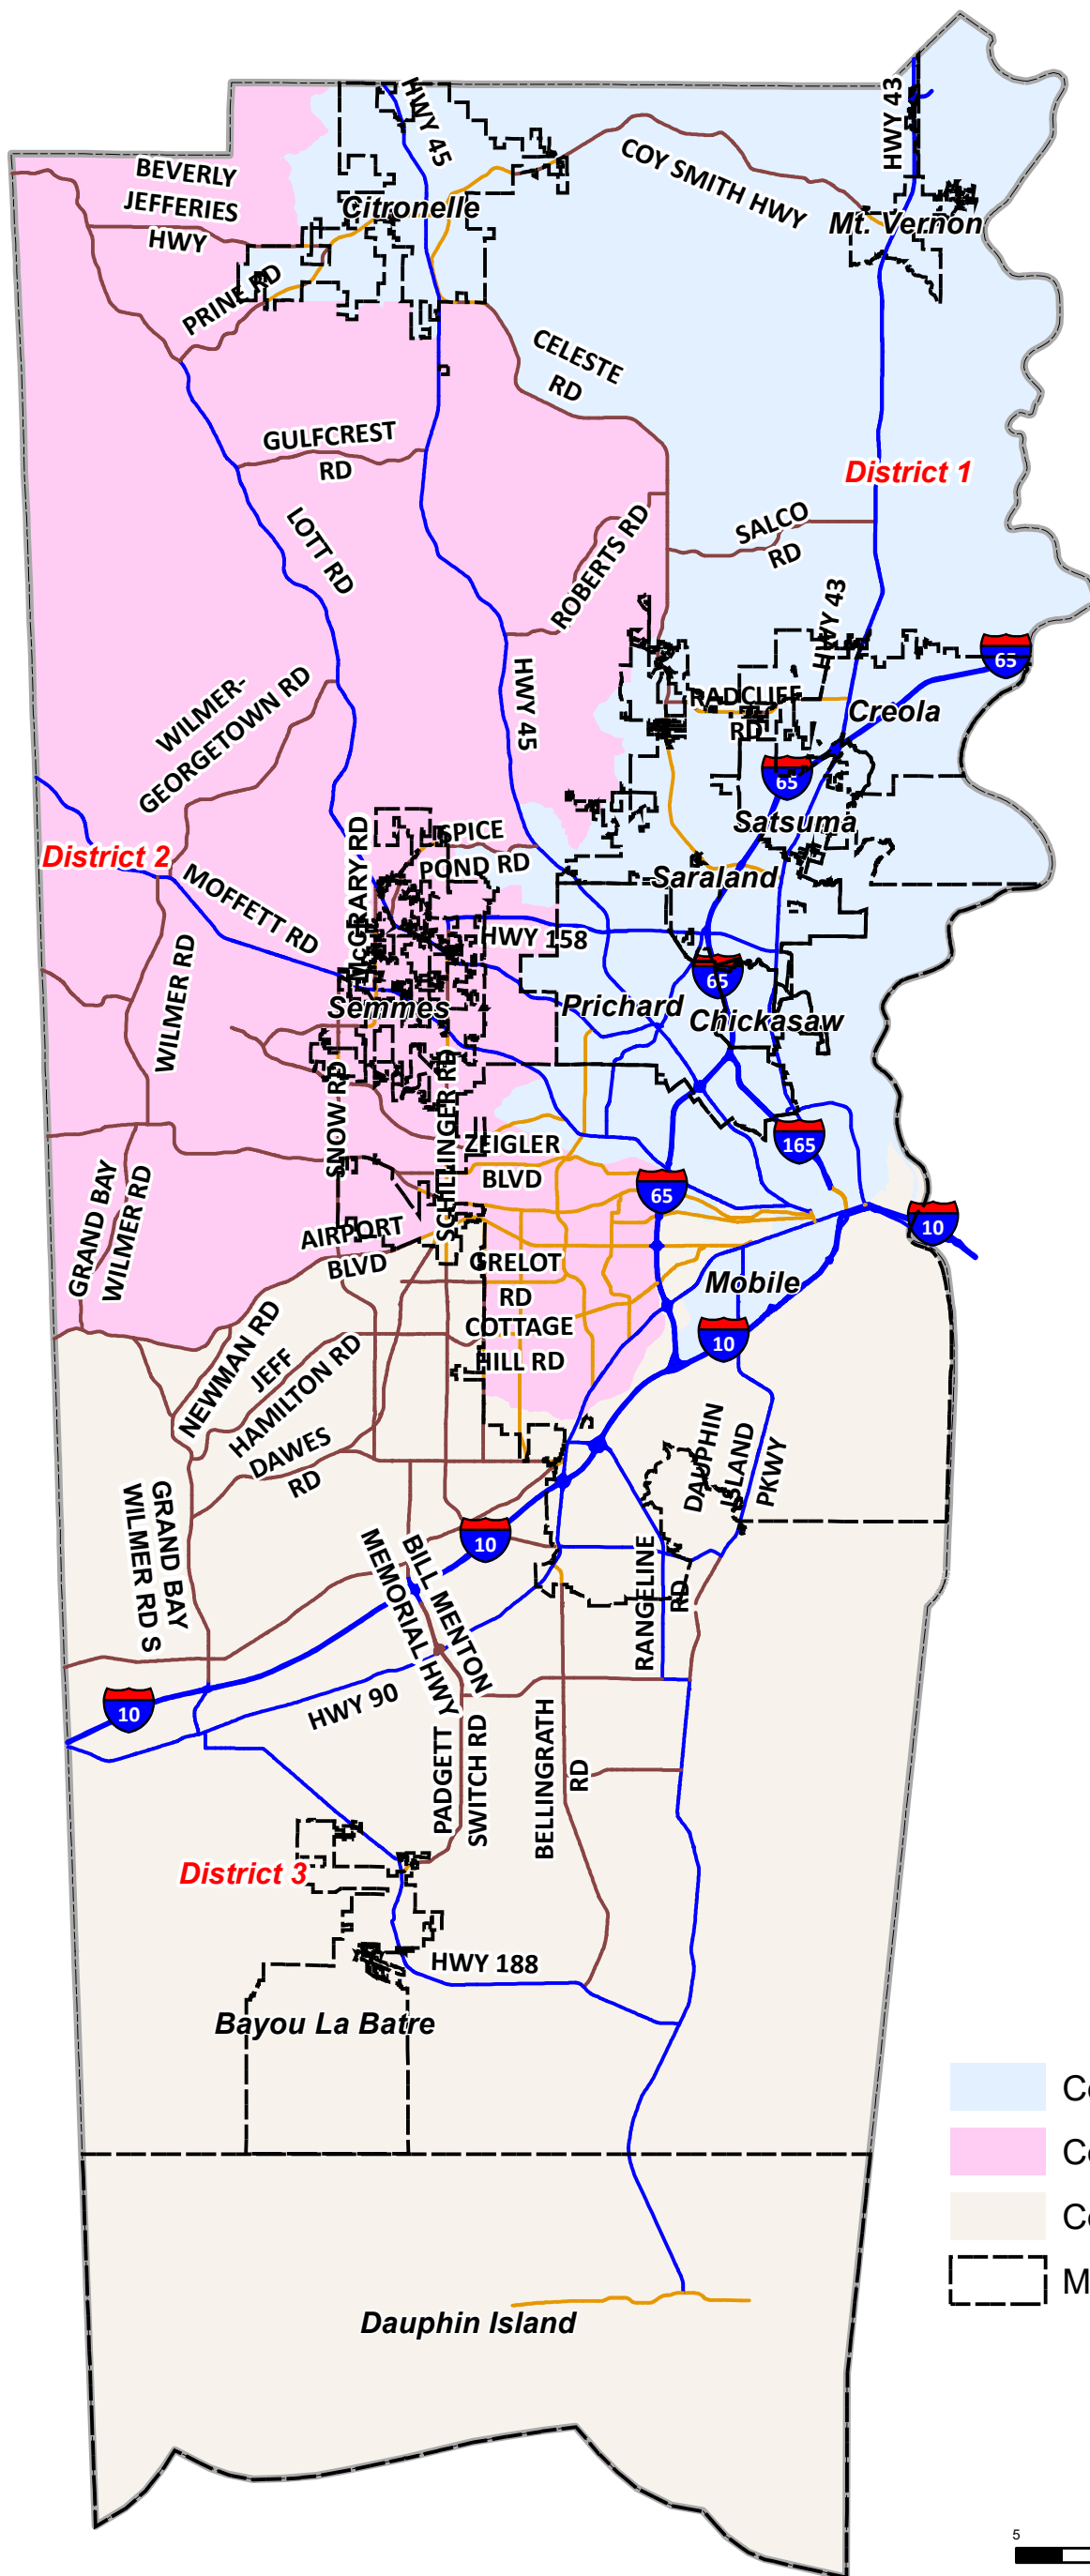 HWY 45
HWY 43
BEVERLY
JEFFERIES
HWY
COY SMITH HWY
Citronelle
Mt. Vernon
PRINE RD
CELESTE
RD
GULFCREST
RD
District 1
LOTT RD
ROBERTS RD
SALCO
RD
HWY 43
65
WILMER-
GEORGETOWN RD
HWY 45
RADCLIFF
RD
Creola
65
Satsuma
SPICE
POND RD
District 2
McGRARY RD
MOFFETT RD
Saraland
HWY 158
WILMER RD
65
Semmes
Prichard
Chickasaw
SNOW RD
SCHILLINGER RD
ZEIGLER
BLVD
165
65
GRAND BAY
WILMER RD
AIRPORT
BLVD
10
GRELOT
RD
Mobile
COTTAGE
HILL RD
10
NEWMAN RD
JEFF
HAMILTON RD
DAWES
RD
DAUPHIN
ISLAND
PKWY
GRAND BAY
WILMER RD S
10
BILL MENTON
MEMORIAL HWY
RANGELINE
RD
10
HWY 90
PADGETT
SWITCH RD
BELLINGRATH
RD
District 3
HWY 188
Bayou La Batre
Co
Co
Co
M
Dauphin Island
5